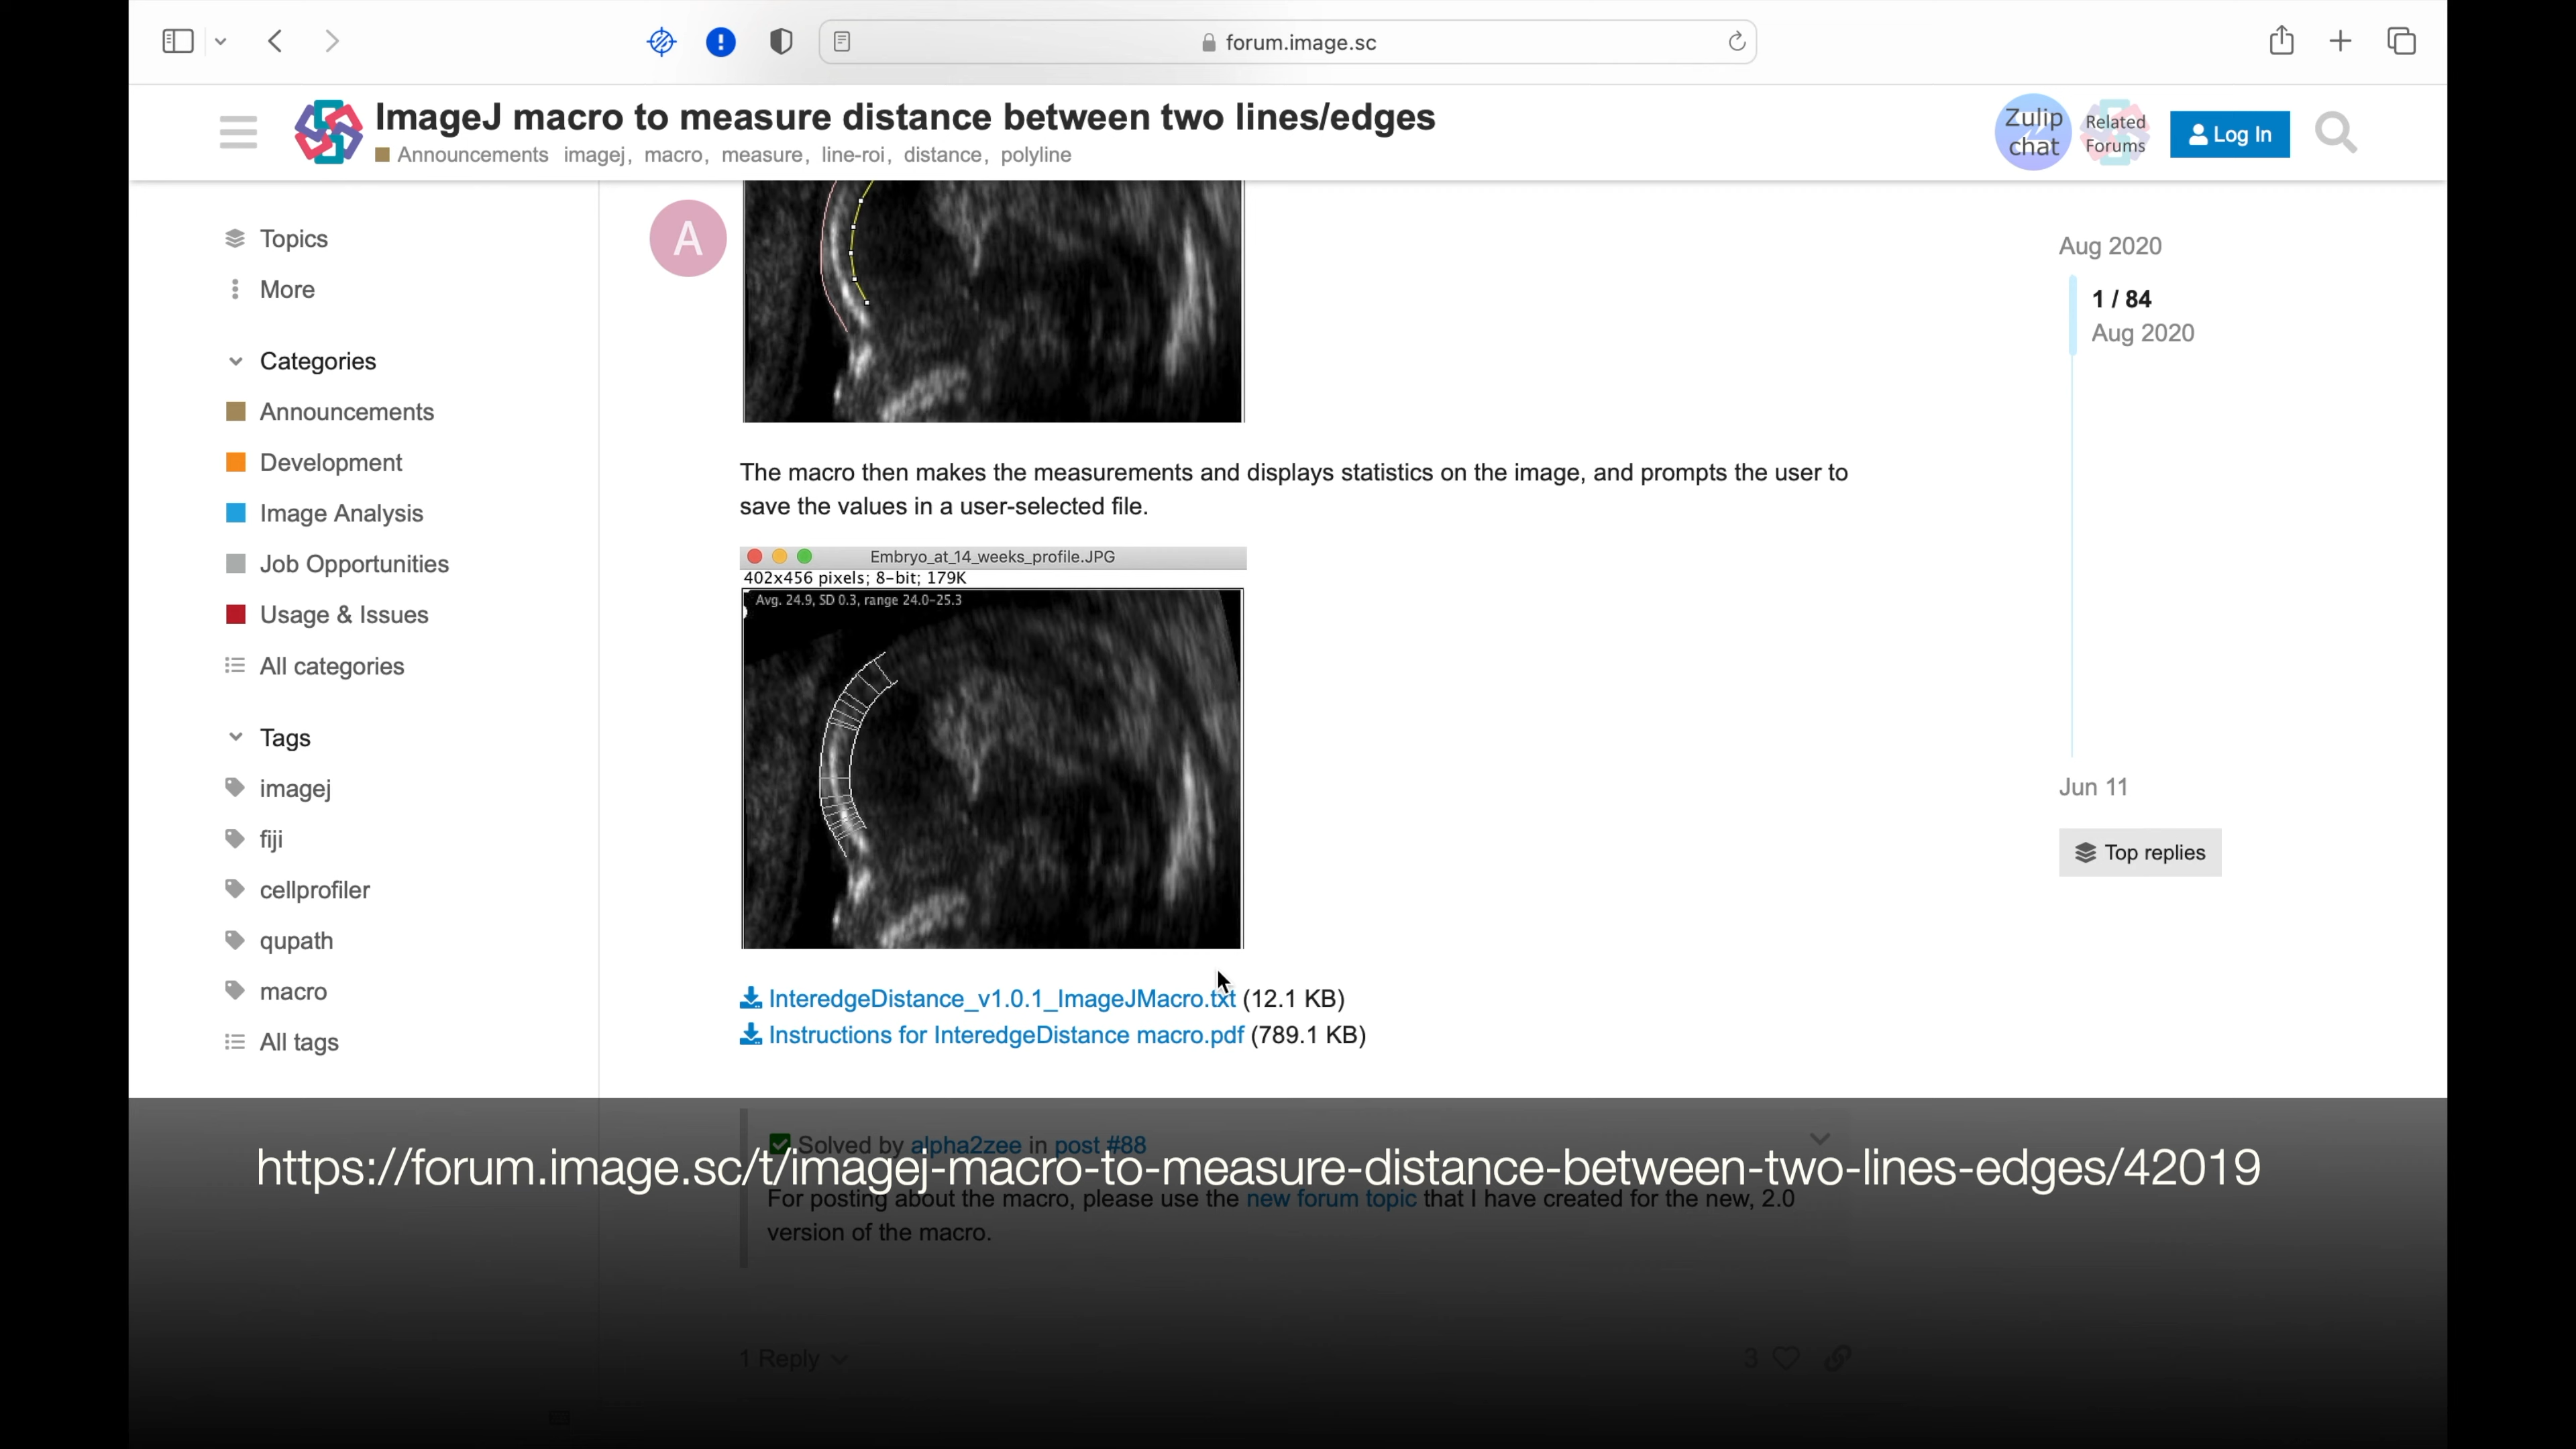 forum.image.sc
ImageJ macro to measure distance between two lines/edges
Announcements imagej, macro, measure, line-roi, distance, polyline
Zulip chat
Related Forums
Log In
Topics
More
Categories
Announcements
Development
Image Analysis
Job Opportunities
Usage & Issues
All categories
Tags
imagej
fiji
cellprofiler
qupath
macro
All tags
A
The macro then makes the measurements and displays statistics on the image, and prompts the user to
save the values in a user-selected file.
Embryo_at_14_weeks_profile.JPG
402x456 pixels; 8-bit; 179K
Avg. 24.9, SD 0.3, range 24.0-25.3
InteredgeDistance_v1.0.1_ImageJMacro.txt (12.1 KB)
Instructions for InteredgeDistance macro.pdf (789.1 KB)
Aug 2020
1 / 84
Aug 2020
Jun 11
Top replies
Solved by alpha2zee in post #88
https://forum.image.sc/t/imagej-macro-to-measure-distance-between-two-lines-edges/42019
For posting about the macro, please use the new forum topic that I have created for the new, 2.0
version of the macro.
1 Reply
3